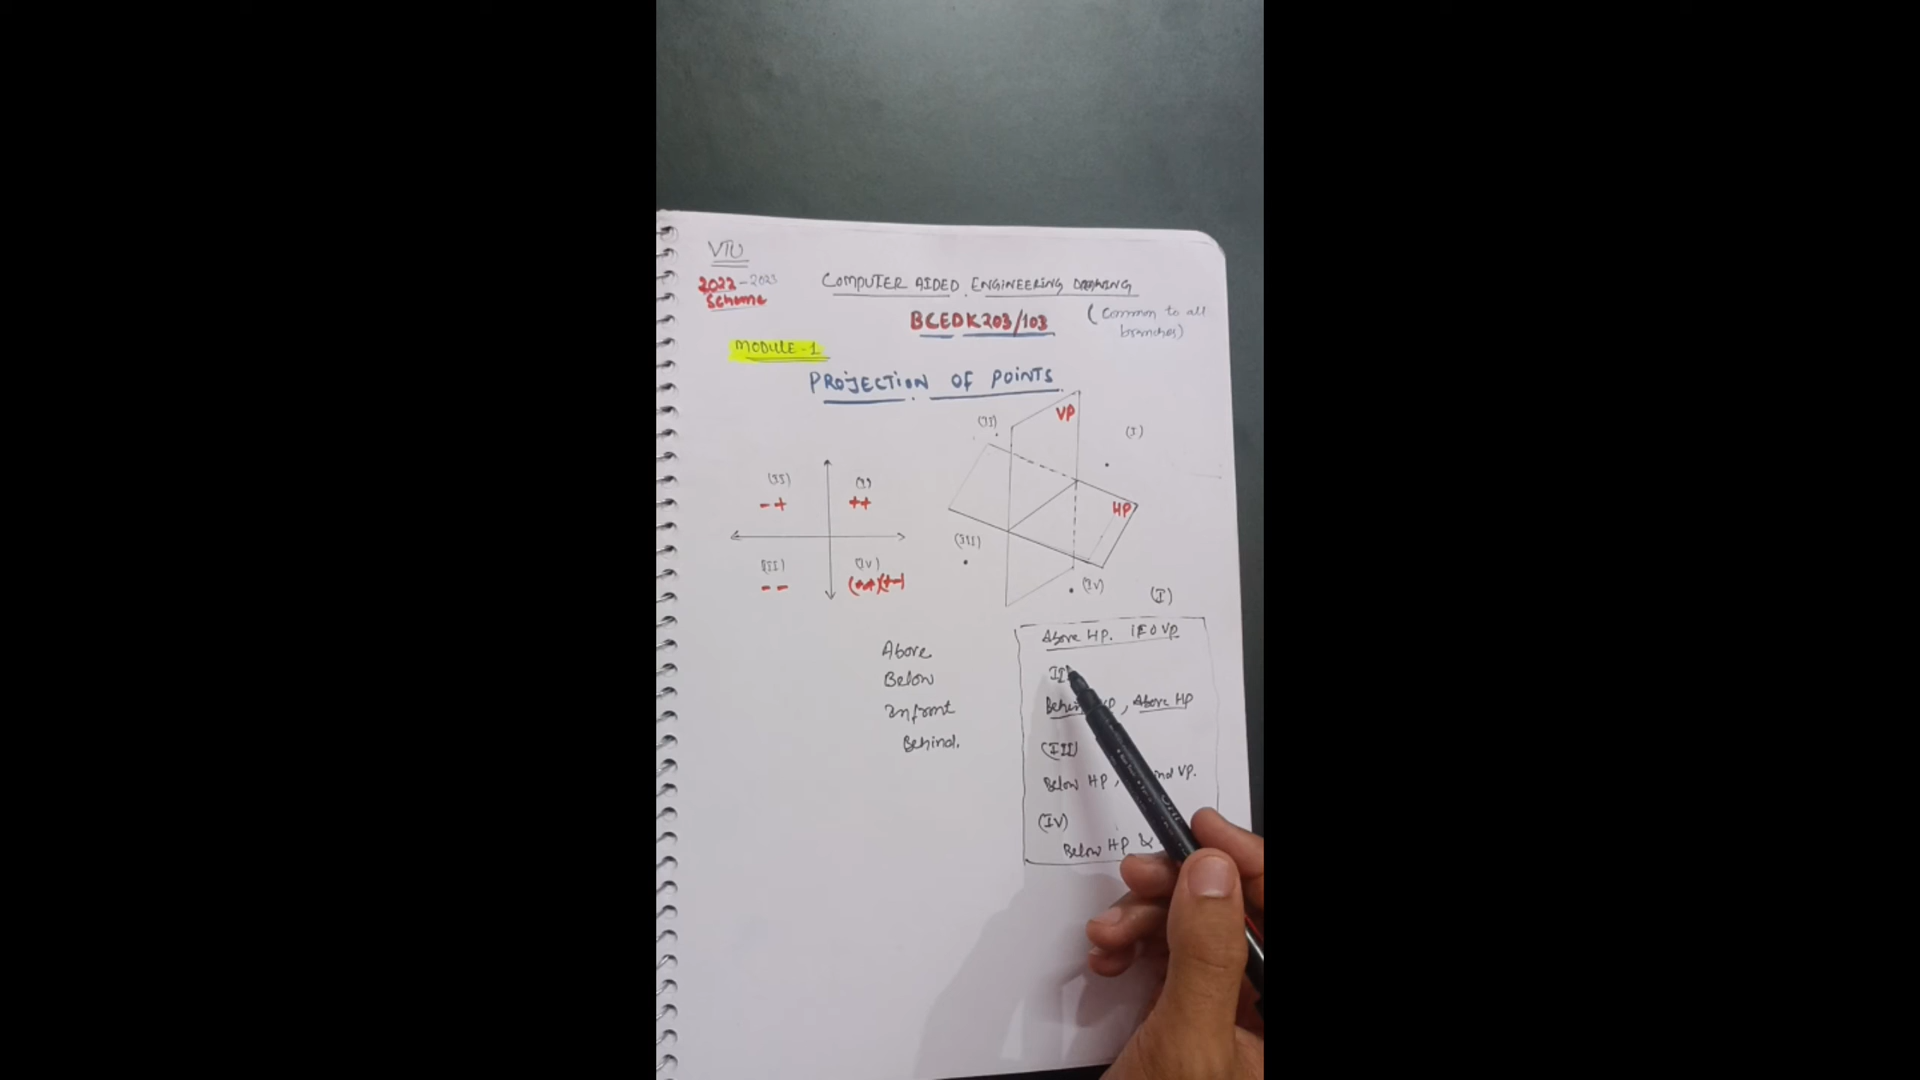 VTU
2022-2023
Scheme
COMPUTER AIDED ENGINEERING DRAWING
BCEDK203/103
(Common to all
branches)
MODULE-1
PROJECTION OF POINTS
(II)
VP
(I)
(II)
(I)
-+
++
HP
(III)
(III)
(IV)
--
(+-)
(IV)
(I)
Above
Below
Infront
Behind.
Above HP. IFO VP
VP, Above HP
(III)
Below HP, VP.
(IV)
Below HP &